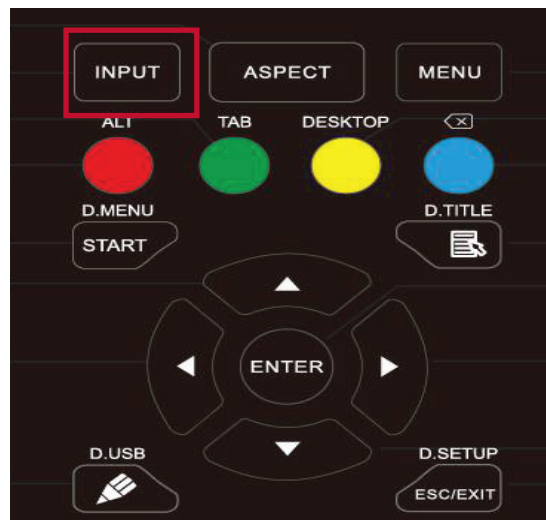 INPUT ASPECT MENU
ALT TAB DESKTOP
D.MENU D.TITLE
START
ENTER
D.USB D.SETUP
ESC/EXIT